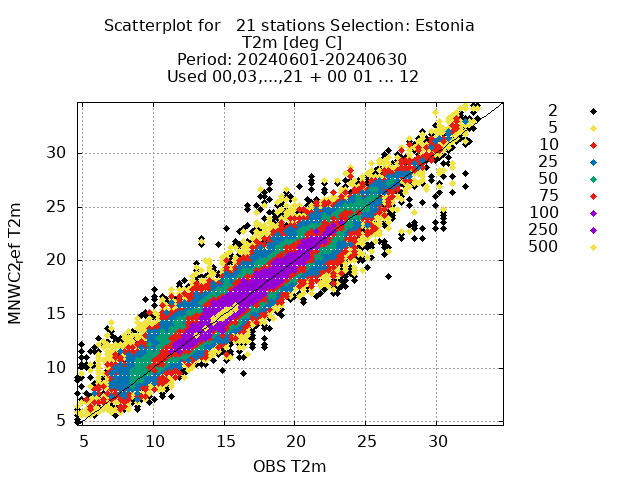 Scatterplot for   21 stations Selection: Estonia
T2m [deg C]
Period: 20240601-20240630
Used 00,03,...,21 + 00 01 ... 12
2
5
10
25
50
75
100
250
500
30
25
20
15
10
5
MNWC2ref T2m
5 10 15 20 25 30
OBS T2m